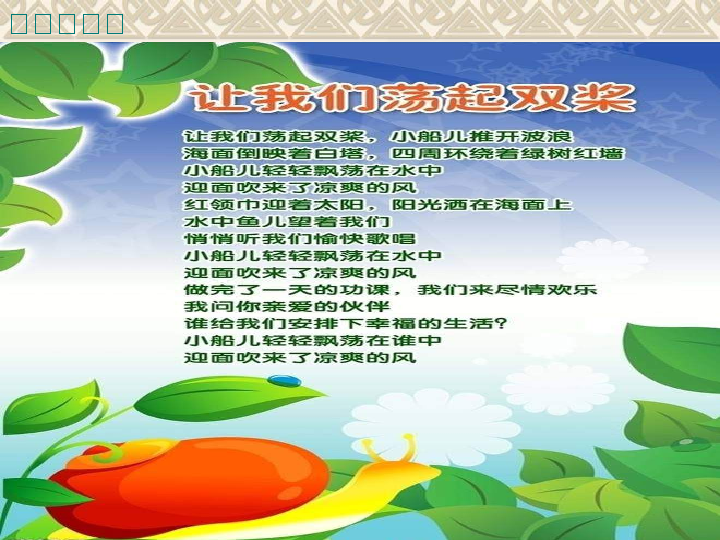 让我们荡起双桨
让我们荡起双桨，小船儿推开波浪
海面倒映着白塔，四周环绕着绿树红墙
小船儿轻轻飘荡在水中
迎面吹来了凉爽的风
红领巾迎着太阳，阳光洒在海面上
水中鱼儿望着我们
悄悄听我们愉快歌唱
小船儿轻轻飘荡在水中
迎面吹来了凉爽的风
做完了一天的功课，我们来尽情欢乐
我问你亲爱的伙伴
谁给我们安排下幸福的生活？
小船儿轻轻飘荡在谁中
迎面吹来了凉爽的风